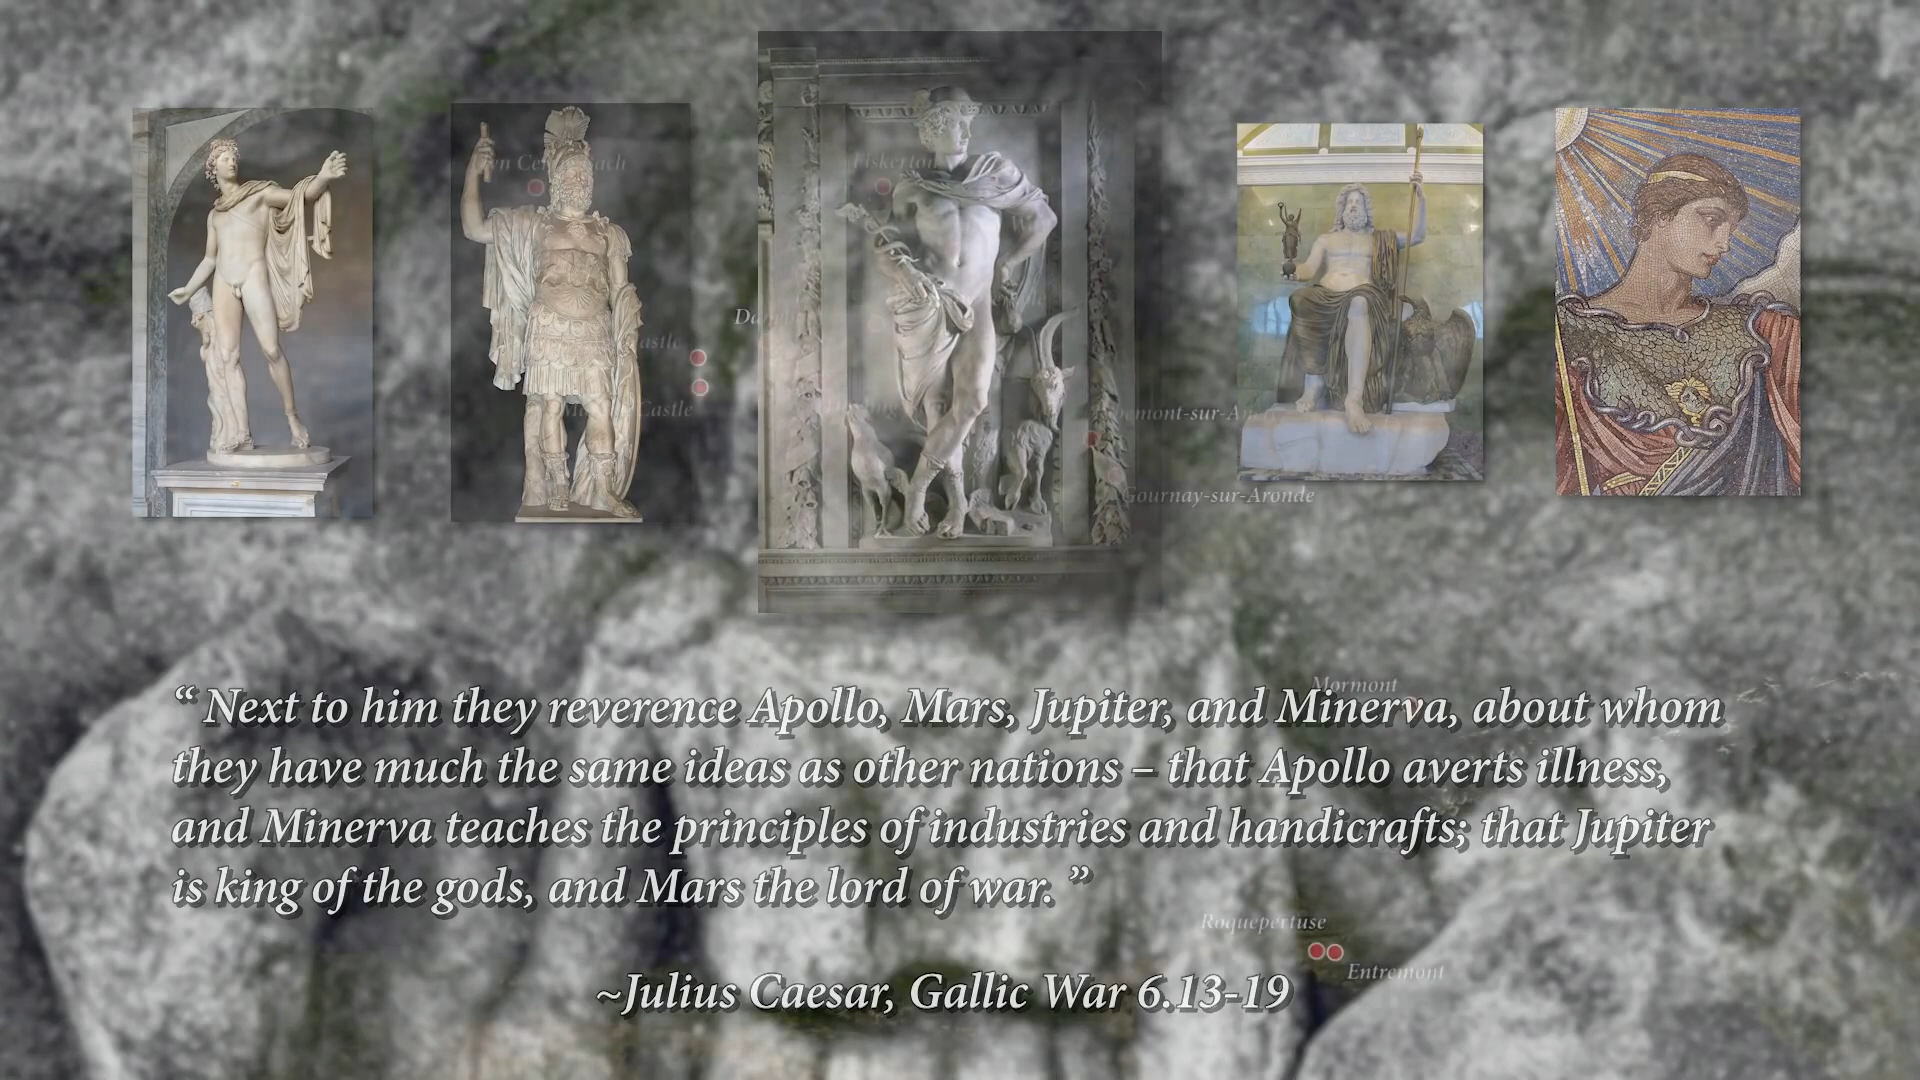 Fiskerton
Castle
Castle
Gournay-sur-Aronde
Mormont
“ Next to him they reverence Apollo, Mars, Jupiter, and Minerva, about whom
they have much the same ideas as other nations – that Apollo averts illness,
and Minerva teaches the principles of industries and handicrafts; that Jupiter
is king of the gods, and Mars the lord of war. ”
Roquepertuse
Entremont
~Julius Caesar, Gallic War 6.13-19